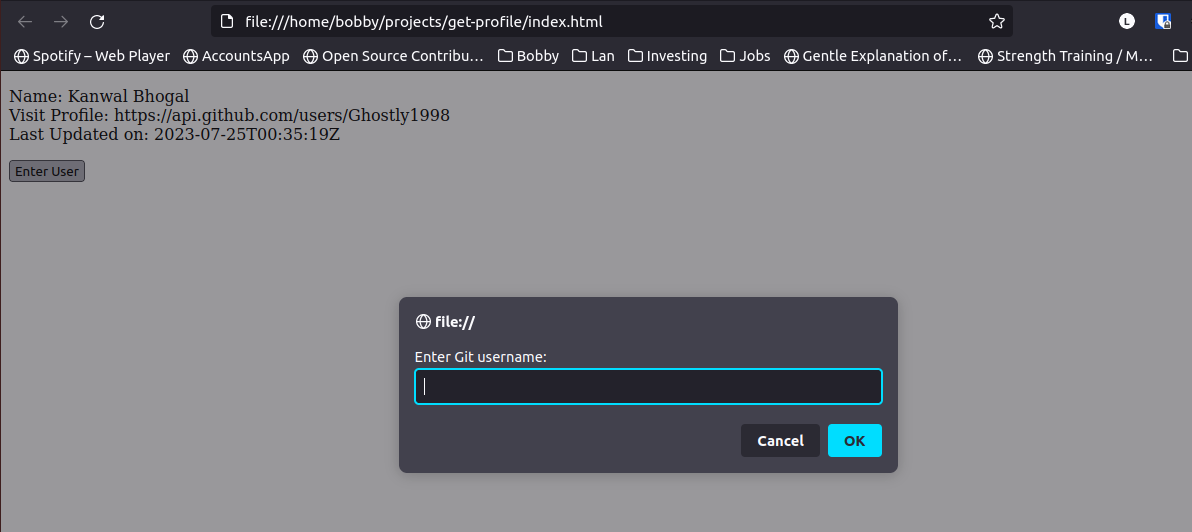 file:///home/bobby/projects/get-profile/index.html
L
Spotify – Web Player AccountsApp Open Source Contribu… Bobby Lan Investing Jobs Gentle Explanation of… Strength Training / M…
Name: Kanwal Bhogal
Visit Profile: https://api.github.com/users/Ghostly1998
Last Updated on: 2023-07-25T00:35:19Z
Enter User
file://
Enter Git username:
Cancel OK